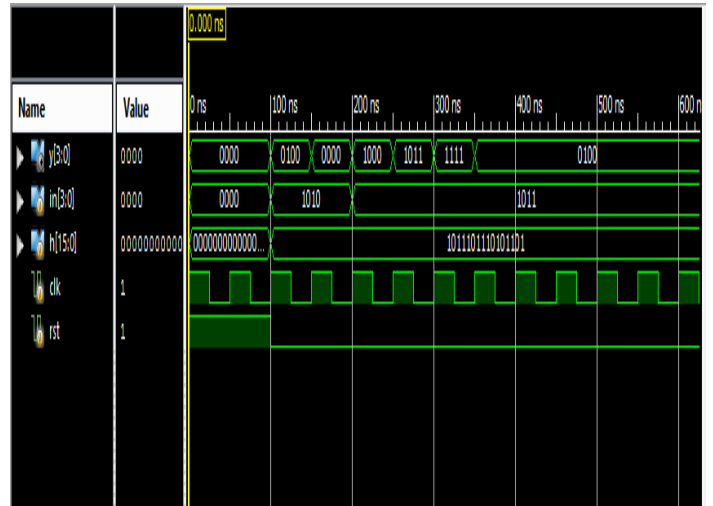 0.000 ns
Name Value 0 ns 100 ns 200 ns 300 ns 400 ns 500 ns 600 n
y[3:0] 0000 0000 0100 0000 1000 1011 1111 0100
in[3:0] 0000 0000 1010 1011
h[15:0] 00000000000 0000000000000... 1011101110101101
clk 1
rst 1